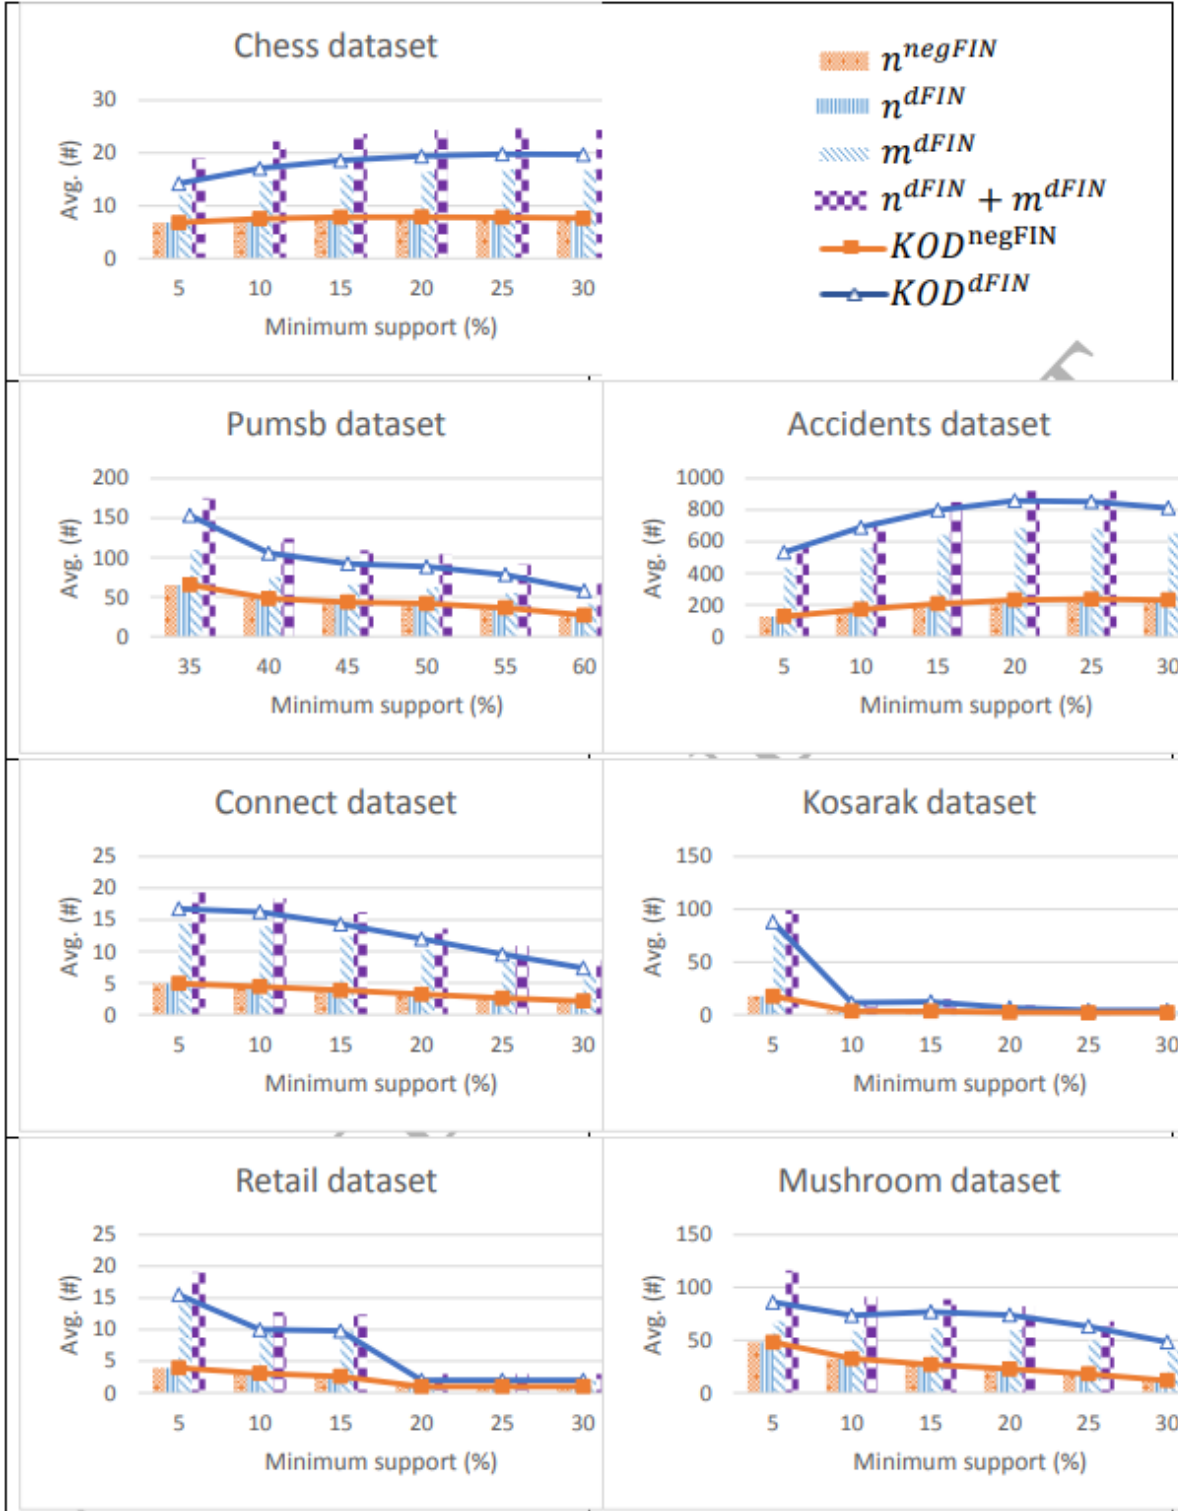 Chess dataset
30
20
10
0
Avg. (#)
5 10 15 20 25 30
Minimum support (%)
n^negFIN
n^dFIN
m^dFIN
n^dFIN + m^dFIN
KOD^negFIN
KOD^dFIN
Pumsb dataset
200
150
100
50
0
Avg. (#)
35 40 45 50 55 60
Minimum support (%)
Accidents dataset
1000
800
600
400
200
0
Avg. (#)
5 10 15 20 25 30
Minimum support (%)
Connect dataset
25
20
15
10
5
0
Avg. (#)
5 10 15 20 25 30
Minimum support (%)
Kosarak dataset
150
100
50
0
Avg. (#)
5 10 15 20 25 30
Minimum support (%)
Retail dataset
25
20
15
10
5
0
Avg. (#)
5 10 15 20 25 30
Minimum support (%)
Mushroom dataset
150
100
50
0
Avg. (#)
5 10 15 20 25 30
Minimum support (%)